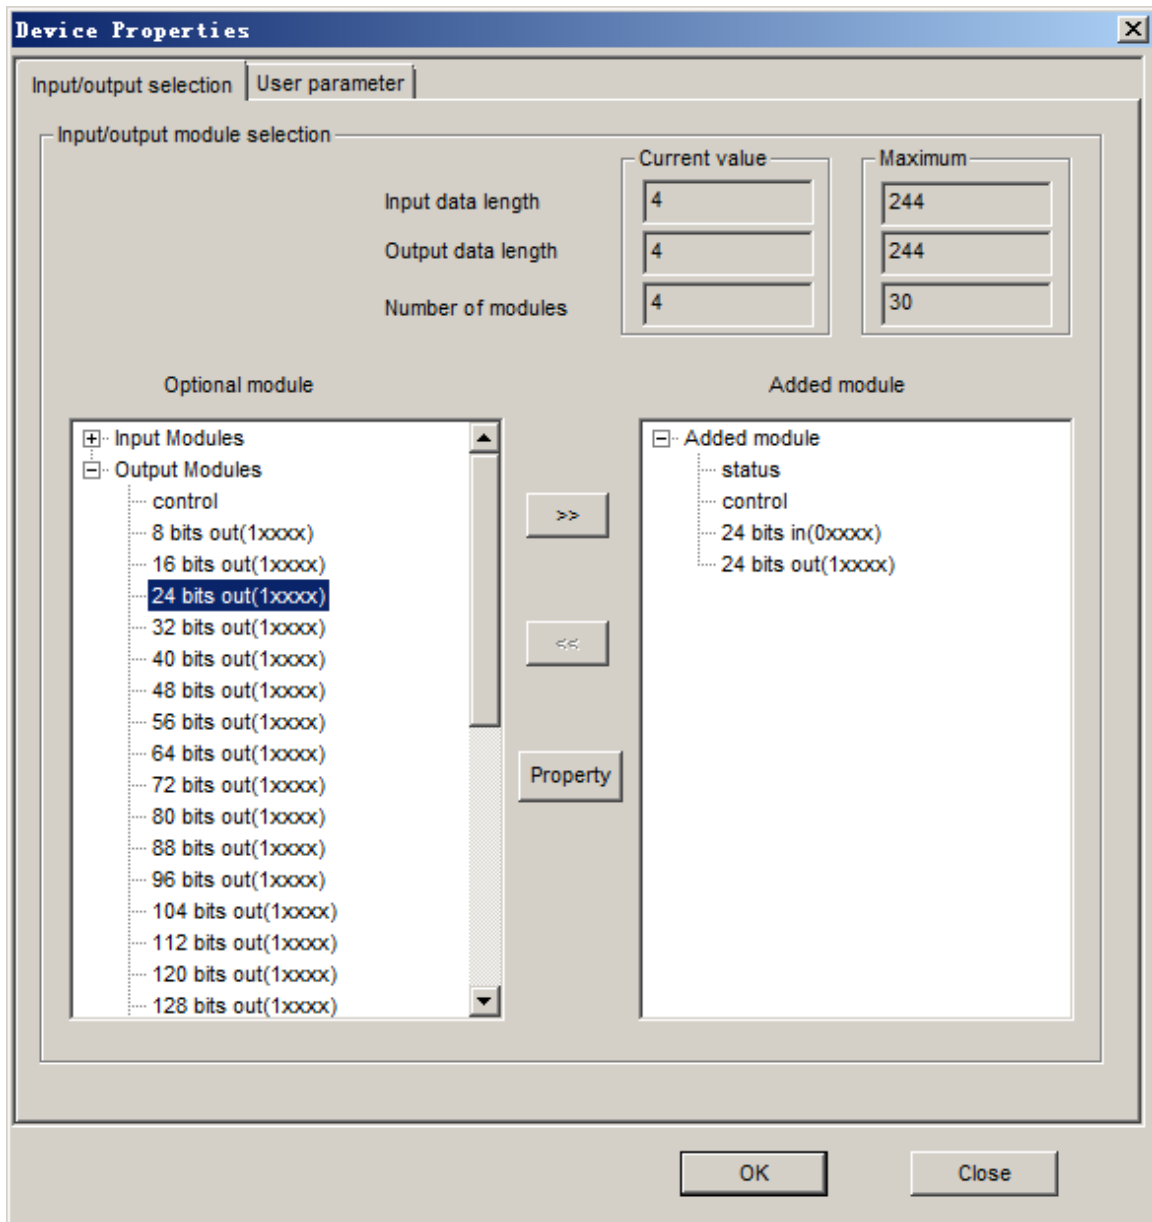 Device Properties
Input/output selection
User parameter
Input/output module selection
Current value
Maximum
Input data length
4
244
Output data length
4
244
Number of modules
4
30
Optional module
Added module
Input Modules
Output Modules
control
8 bits out(1xxxx)
16 bits out(1xxxx)
24 bits out(1xxxx)
32 bits out(1xxxx)
40 bits out(1xxxx)
48 bits out(1xxxx)
56 bits out(1xxxx)
64 bits out(1xxxx)
72 bits out(1xxxx)
80 bits out(1xxxx)
88 bits out(1xxxx)
96 bits out(1xxxx)
104 bits out(1xxxx)
112 bits out(1xxxx)
120 bits out(1xxxx)
128 bits out(1xxxx)
>>
<<
Property
Added module
status
control
24 bits in(0xxxx)
24 bits out(1xxxx)
OK
Close